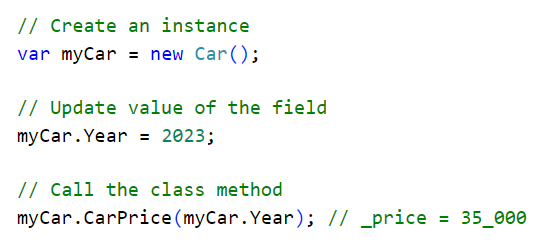 // Create an instance
var myCar = new Car();
// Update value of the field
myCar.Year = 2023;
// Call the class method
myCar.CarPrice(myCar.Year); // _price = 35_000